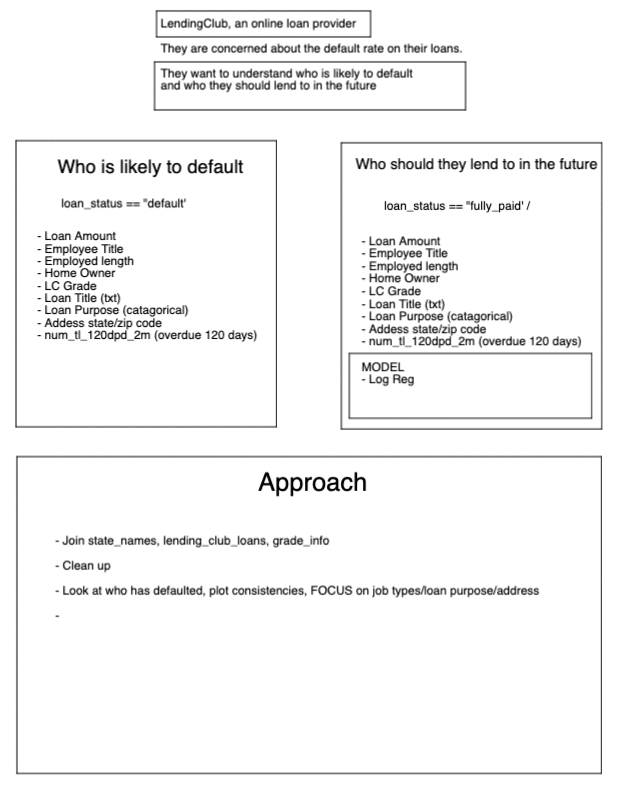 LendingClub, an online loan provider
They are concerned about the default rate on their loans.
They want to understand who is likely to default
and who they should lend to in the future
Who is likely to default
loan_status == "default'
- Loan Amount
- Employee Title
- Employed length
- Home Owner
- LC Grade
- Loan Title (txt)
- Loan Purpose (catagorical)
- Addess state/zip code
- num_tl_120dpd_2m (overdue 120 days)
Who should they lend to in the future
loan_status == "fully_paid' /
- Loan Amount
- Employee Title
- Employed length
- Home Owner
- LC Grade
- Loan Title (txt)
- Loan Purpose (catagorical)
- Addess state/zip code
- num_tl_120dpd_2m (overdue 120 days)
MODEL
- Log Reg
Approach
- Join state_names, lending_club_loans, grade_info
- Clean up
- Look at who has defaulted, plot consistencies, FOCUS on job types/loan purpose/address
-